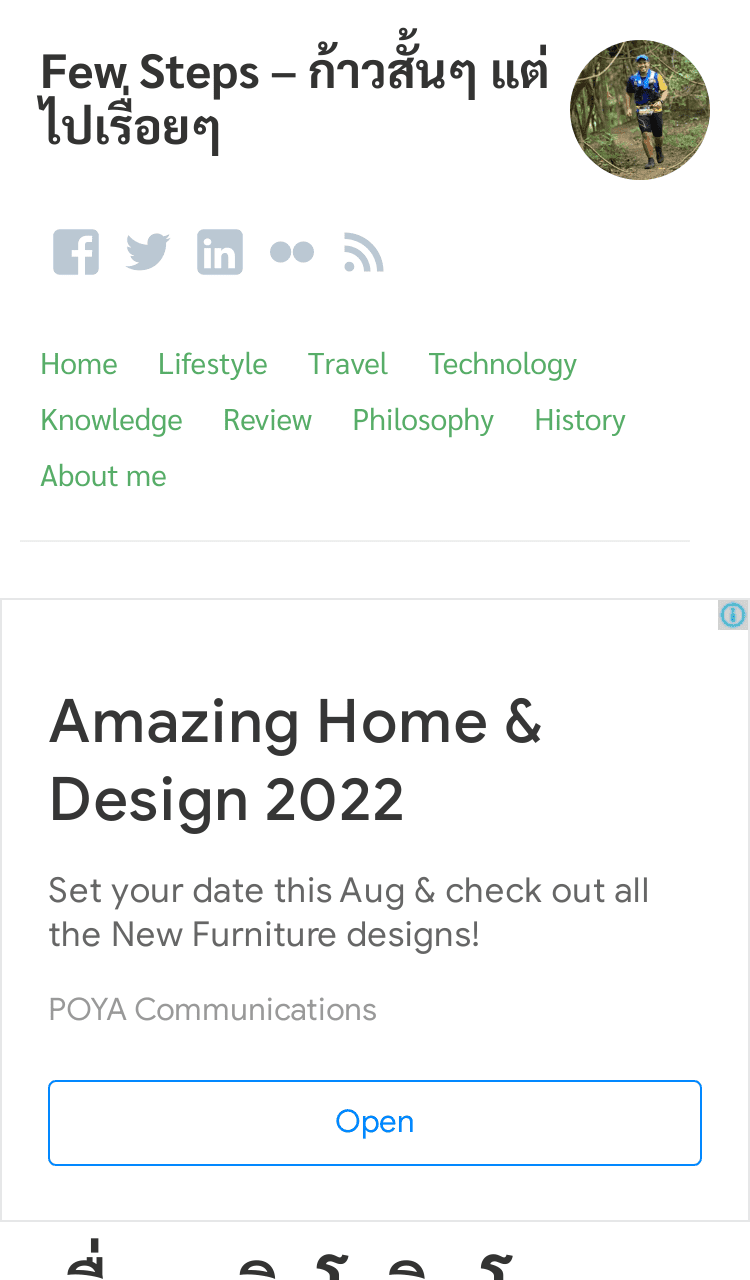 Few Steps – ก้าวสั้นๆ แต่
ไปเรื่อยๆ
Home Lifestyle Travel Technology
Knowledge Review Philosophy History
About me
Amazing Home &
Design 2022
Set your date this Aug & check out all
the New Furniture designs!
POYA Communications
Open